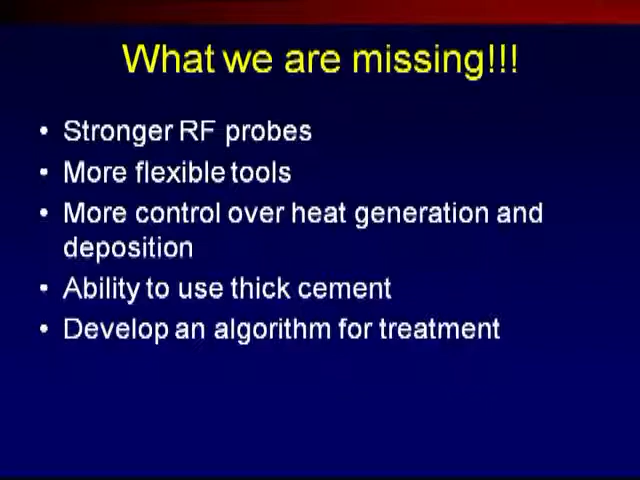 What we are missing!!!
• Stronger RF probes
• More flexible tools
• More control over heat generation and
deposition
• Ability to use thick cement
• Develop an algorithm for treatment